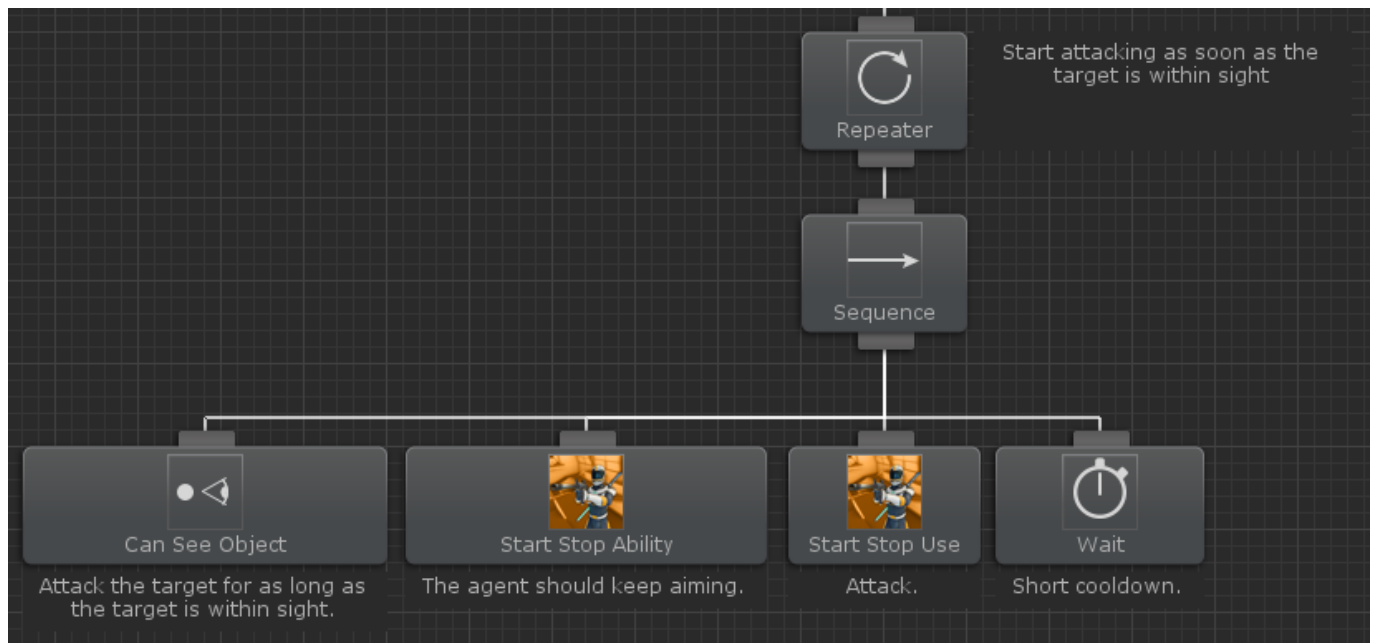 Start attacking as soon as the
target is within sight
Repeater
Sequence
Can See Object
Start Stop Ability
Start Stop Use
Wait
Attack the target for as long as
the target is within sight.
The agent should keep aiming.
Attack.
Short cooldown.